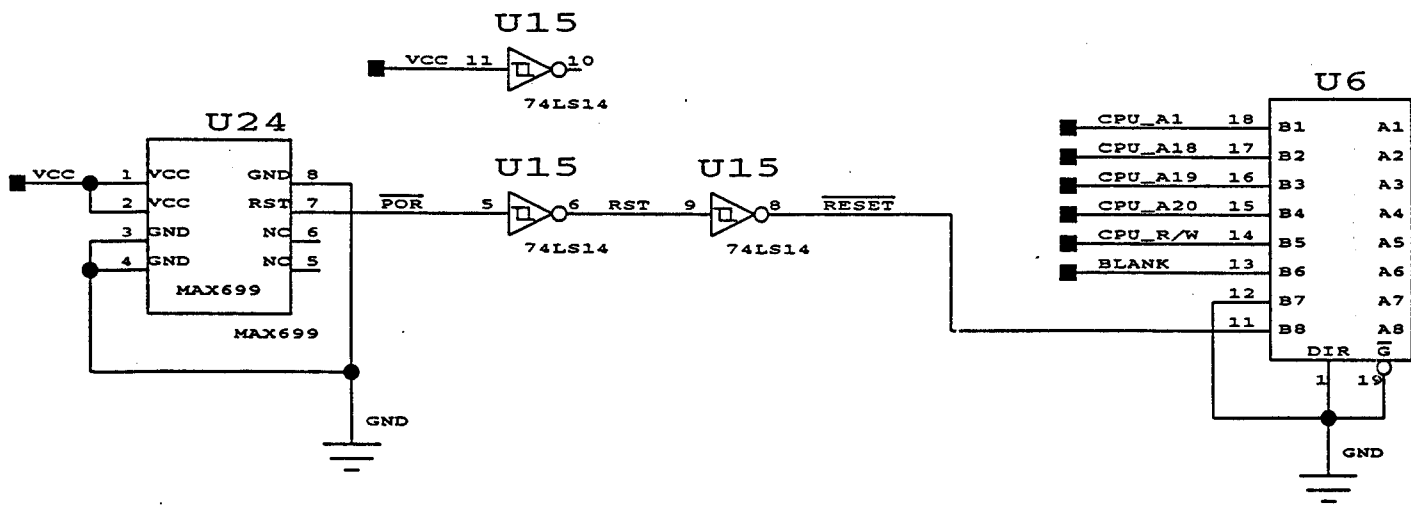 U15
VCC 11 10
74LS14
U24
VCC 1 VCC GND 8
2 VCC RST 7 P̅O̅R̅ 5 U15 6 RST 9 U15 8 R̅E̅S̅E̅T̅
3 GND NC 6 74LS14 74LS14
4 GND NC 5
MAX699
MAX699
GND
U6
CPU_A1 18 B1 A1
CPU_A18 17 B2 A2
CPU_A19 16 B3 A3
CPU_A20 15 B4 A4
CPU_R/W 14 B5 A5
BLANK 13 B6 A6
12 B7 A7
11 B8 A8
DIR G̅
1 19
GND